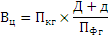 Вц = Пкг × (Д + д) / Пфг